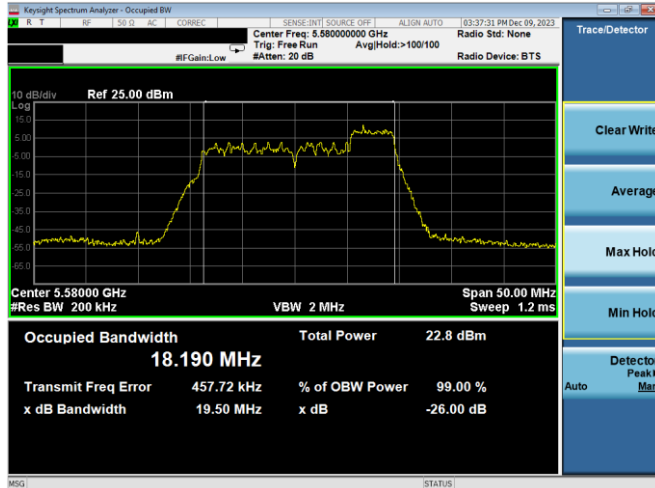 Keysight Spectrum Analyzer - Occupied BW
LXI R T RF 50 Ω AC CORREC SENSE:INT SOURCE OFF ALIGN AUTO 03:37:31 PM Dec 09, 2023
Center Freq: 5.580000000 GHz Radio Std: None
Trig: Free Run Avg|Hold:>100/100
#IFGain:Low #Atten: 20 dB Radio Device: BTS
Trace/Detector
10 dB/div Ref 25.00 dBm
Log
15.0
5.00
-5.00
-15.0
-25.0
-35.0
-45.0
-55.0
-65.0
Center 5.58000 GHz Span 50.00 MHz
#Res BW 200 kHz VBW 2 MHz Sweep 1.2 ms
Occupied Bandwidth Total Power 22.8 dBm
18.190 MHz
Transmit Freq Error 457.72 kHz % of OBW Power 99.00 %
x dB Bandwidth 19.50 MHz x dB -26.00 dB
Clear Write
Average
Max Hold
Min Hold
Detector
Peak
Auto Man
MSG STATUS